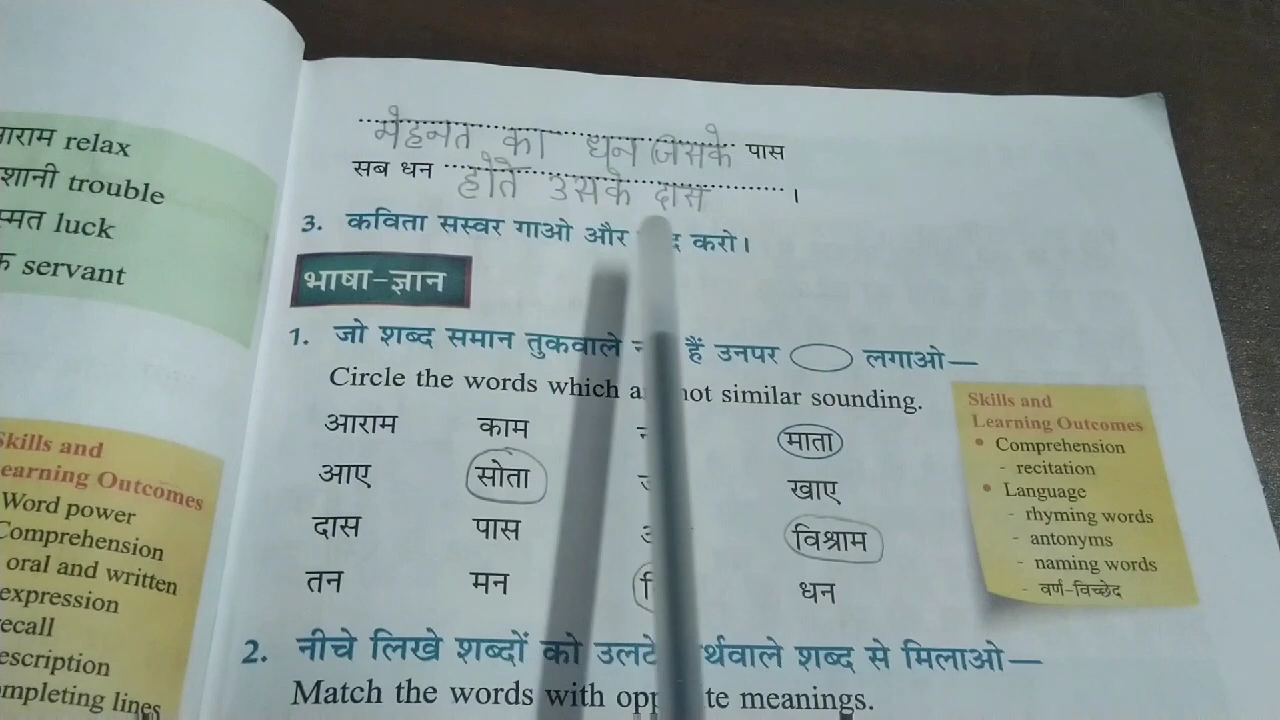 आराम relax
शानी trouble
स्मत luck
क servant
Skills and
Learning Outcomes
Word power
Comprehension
oral and written
expression
ecall
escription
mpleting lines
मेहनत का धन जिसके पास
सब धन होते उसके दास ।
3. कविता सस्वर गाओ और करो।
भाषा-ज्ञान
1. जो शब्द समान तुकवाले हैं उनपर लगाओ—
Circle the words which not similar sounding.
आराम काम माता
आए सोता खाए
दास पास विश्राम
तन मन धन
2. नीचे लिखे शब्दों को उलटे र्थवाले शब्द से मिलाओ—
Match the words with opp te meanings.
Skills and
Learning Outcomes
• Comprehension
- recitation
• Language
- rhyming words
- antonyms
- naming words
- वर्ण-विच्छेद